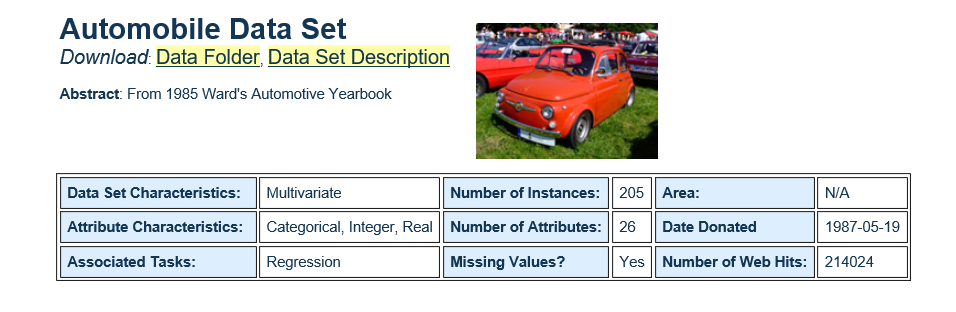 Automobile Data Set
Download: Data Folder, Data Set Description
Abstract: From 1985 Ward's Automotive Yearbook
Data Set Characteristics: Multivariate Number of Instances: 205 Area: N/A
Attribute Characteristics: Categorical, Integer, Real Number of Attributes: 26 Date Donated 1987-05-19
Associated Tasks: Regression Missing Values? Yes Number of Web Hits: 214024